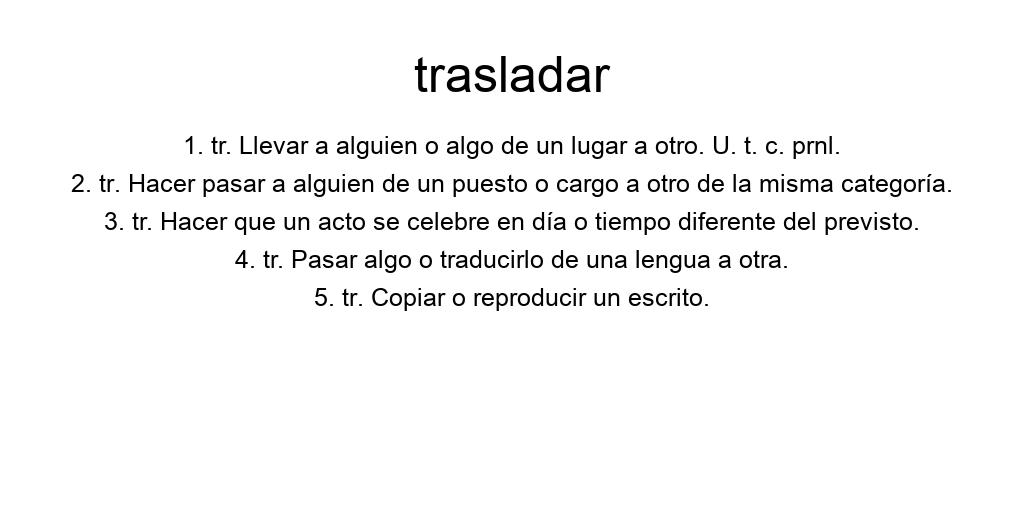 trasladar
1. tr. Llevar a alguien o algo de un lugar a otro. U. t. c. prnl.
2. tr. Hacer pasar a alguien de un puesto o cargo a otro de la misma categoría.
3. tr. Hacer que un acto se celebre en día o tiempo diferente del previsto.
4. tr. Pasar algo o traducirlo de una lengua a otra.
5. tr. Copiar o reproducir un escrito.